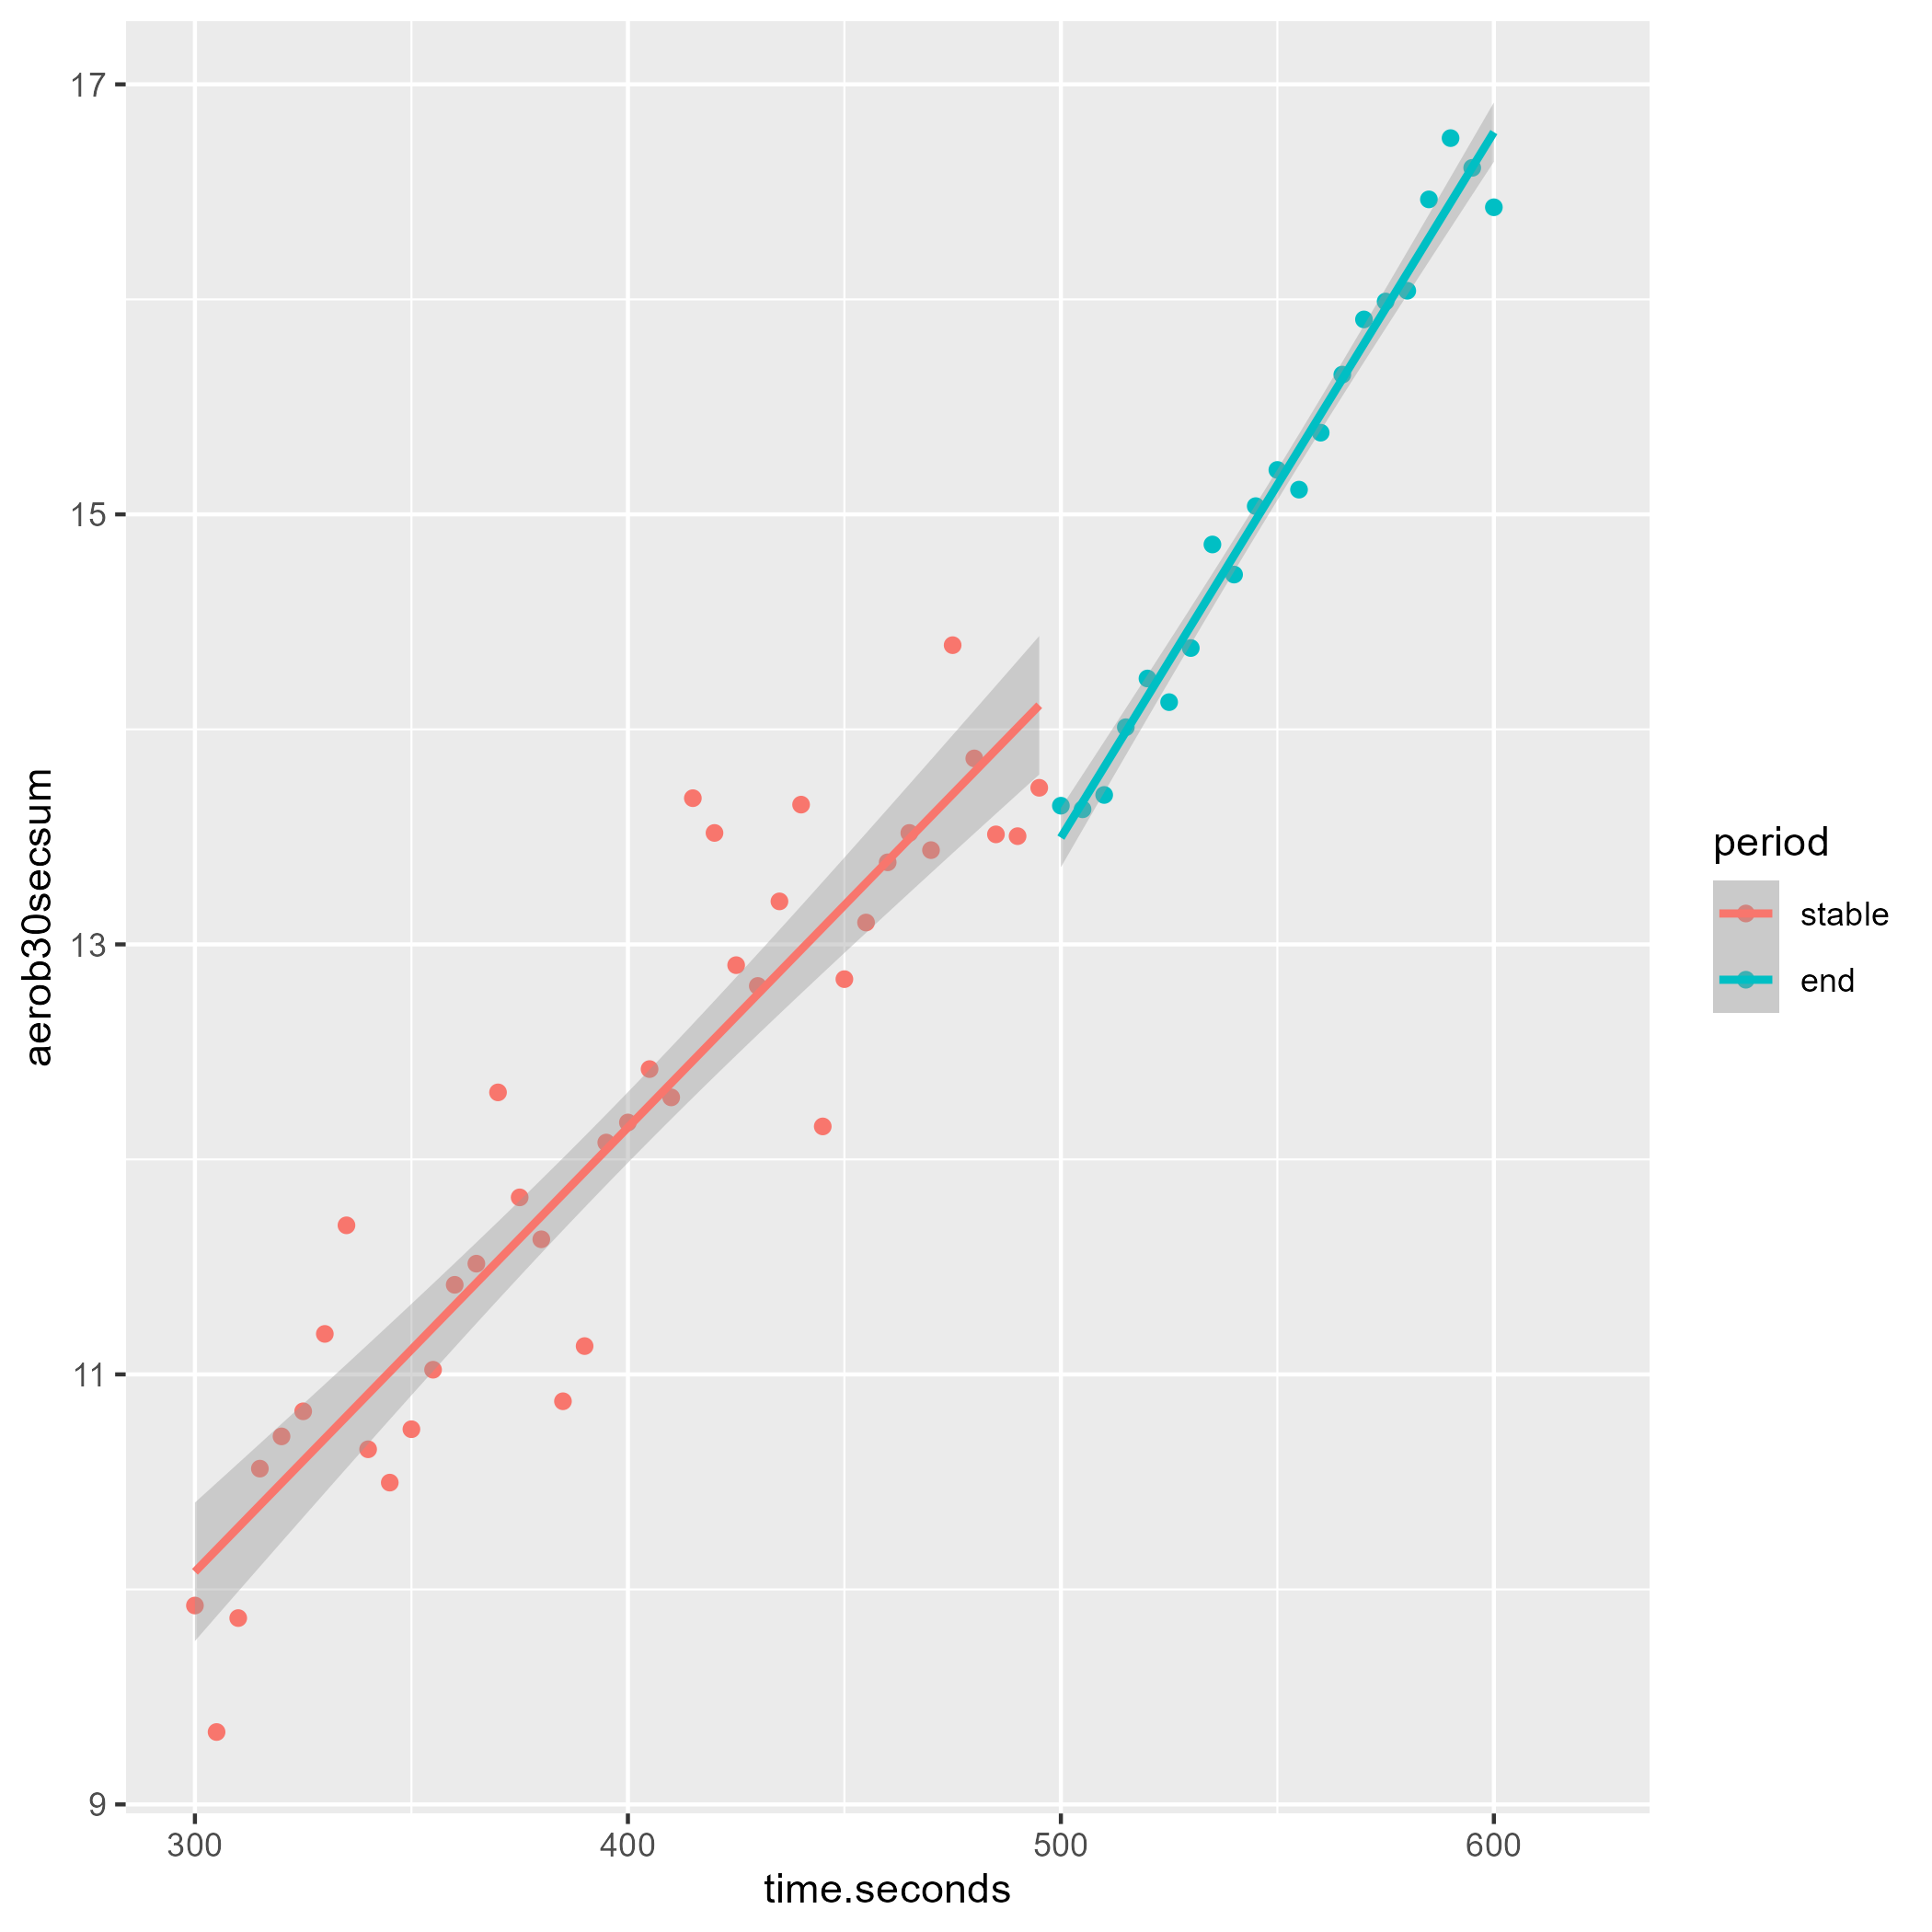 17
15
13
11
9
aerob30secsum
300 400 500 600
time.seconds
period
stable
end